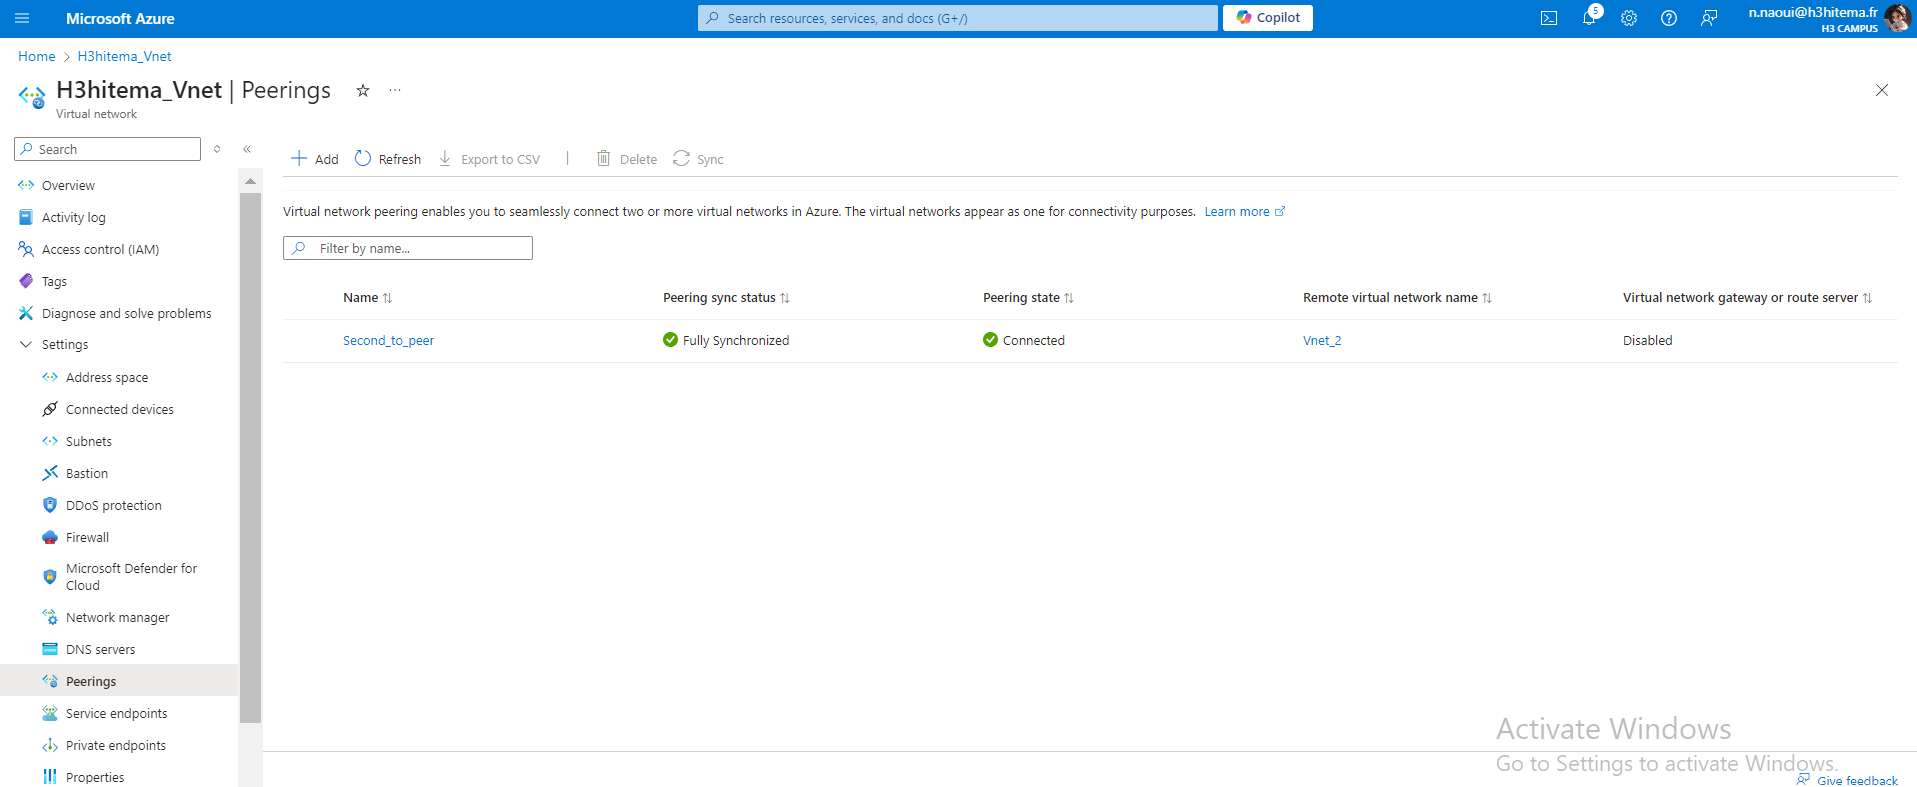 Microsoft Azure
Search resources, services, and docs (G+/)
Copilot
5
n.naoui@h3hitema.fr
H3 CAMPUS
Home > H3hitema_Vnet
H3hitema_Vnet | Peerings
Virtual network
Search
Overview
Activity log
Access control (IAM)
Tags
Diagnose and solve problems
Settings
Address space
Connected devices
Subnets
Bastion
DDoS protection
Firewall
Microsoft Defender for
Cloud
Network manager
DNS servers
Peerings
Service endpoints
Private endpoints
Properties
Add Refresh Export to CSV Delete Sync
Virtual network peering enables you to seamlessly connect two or more virtual networks in Azure. The virtual networks appear as one for connectivity purposes. Learn more
Filter by name...
Name Peering sync status Peering state Remote virtual network name Virtual network gateway or route server
Second_to_peer Fully Synchronized Connected Vnet_2 Disabled
Activate Windows
Go to Settings to activate Windows.
Give feedback